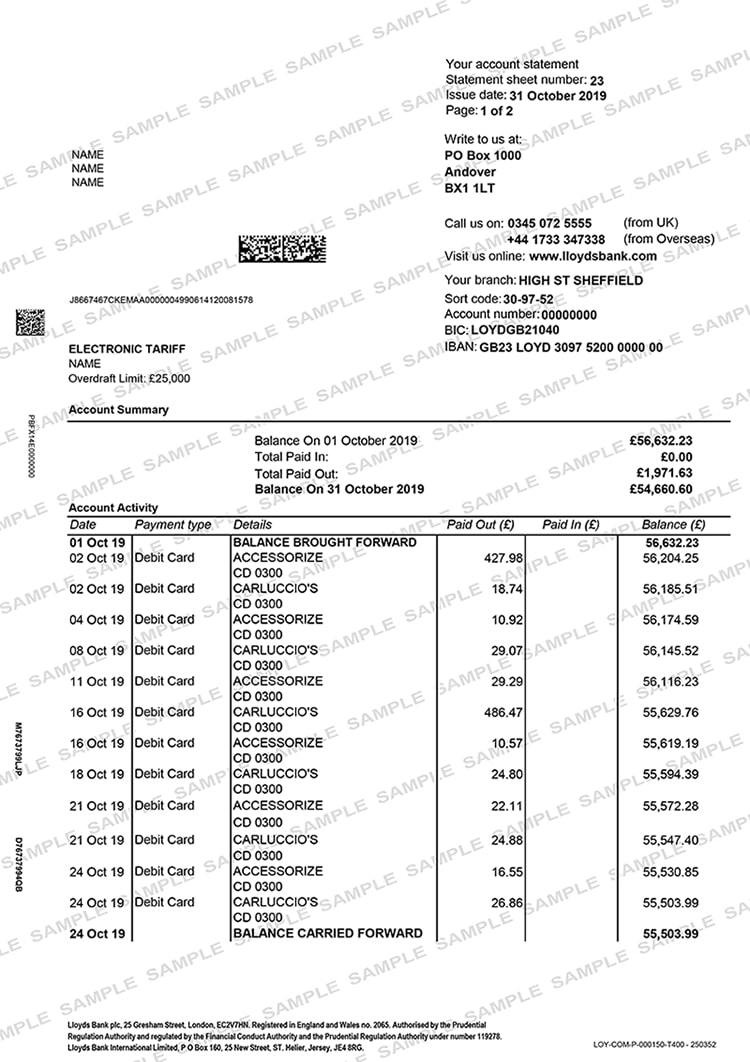 Your account statement
Statement sheet number: 23
Issue date: 31 October 2019
Page: 1 of 2
Write to us at:
PO Box 1000
Andover
BX1 1LT
NAME
NAME
NAME
Call us on: 0345 072 5555 (from UK)
+44 1733 347338 (from Overseas)
Visit us online: www.lloydsbank.com
Your branch: HIGH ST SHEFFIELD
Sort code: 30-97-52
Account number: 00000000
BIC: LOYDGB21040
IBAN: GB23 LOYD 3097 5200 0000 00
J8667467CKEMAA0000004990614120081578
ELECTRONIC TARIFF
NAME
Overdraft Limit: £25,000
PBFX14E0000000
Account Summary
Balance On 01 October 2019 £56,632.23
Total Paid In: £0.00
Total Paid Out: £1,971.63
Balance On 31 October 2019 £54,660.60
Account Activity
Date Payment type Details Paid Out (£) Paid In (£) Balance (£)
01 Oct 19 BALANCE BROUGHT FORWARD 56,632.23
02 Oct 19 Debit Card ACCESSORIZE 427.98 56,204.25
CD 0300
02 Oct 19 Debit Card CARLUCCIO'S 18.74 56,185.51
CD 0300
04 Oct 19 Debit Card ACCESSORIZE 10.92 56,174.59
CD 0300
08 Oct 19 Debit Card CARLUCCIO'S 29.07 56,145.52
CD 0300
11 Oct 19 Debit Card ACCESSORIZE 29.29 56,116.23
CD 0300
16 Oct 19 Debit Card CARLUCCIO'S 486.47 55,629.76
CD 0300
16 Oct 19 Debit Card ACCESSORIZE 10.57 55,619.19
CD 0300
18 Oct 19 Debit Card CARLUCCIO'S 24.80 55,594.39
CD 0300
21 Oct 19 Debit Card ACCESSORIZE 22.11 55,572.28
CD 0300
21 Oct 19 Debit Card CARLUCCIO'S 24.88 55,547.40
CD 0300
24 Oct 19 Debit Card ACCESSORIZE 16.55 55,530.85
CD 0300
24 Oct 19 Debit Card CARLUCCIO'S 26.86 55,503.99
CD 0300
24 Oct 19 BALANCE CARRIED FORWARD 55,503.99
M7673799LJP
D76737994QB
Lloyds Bank plc, 25 Gresham Street, London, EC2V7HN. Registered in England and Wales no. 2065. Authorised by the Prudential
Regulation Authority and regulated by the Financial Conduct Authority and the Prudential Regulation Authority under number 119278.
Lloyds Bank International Limited, P O Box 160, 25 New Street, ST. Helier, Jersey, JE4 8RG.
LOY-COM-P-000150-T400 - 250352
SAMPLE SAMPLE SAMPLE SAMPLE SAMPLE SAMPLE